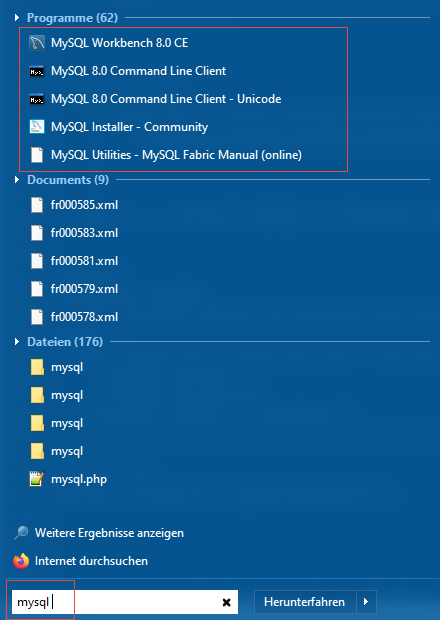 Programme (62)
MySQL Workbench 8.0 CE
MySQL 8.0 Command Line Client
MySQL 8.0 Command Line Client - Unicode
MySQL Installer - Community
MySQL Utilities - MySQL Fabric Manual (online)
Documents (9)
fr000585.xml
fr000583.xml
fr000581.xml
fr000579.xml
fr000578.xml
Dateien (176)
mysql
mysql
mysql
mysql
mysql.php
Weitere Ergebnisse anzeigen
Internet durchsuchen
mysql
Herunterfahren